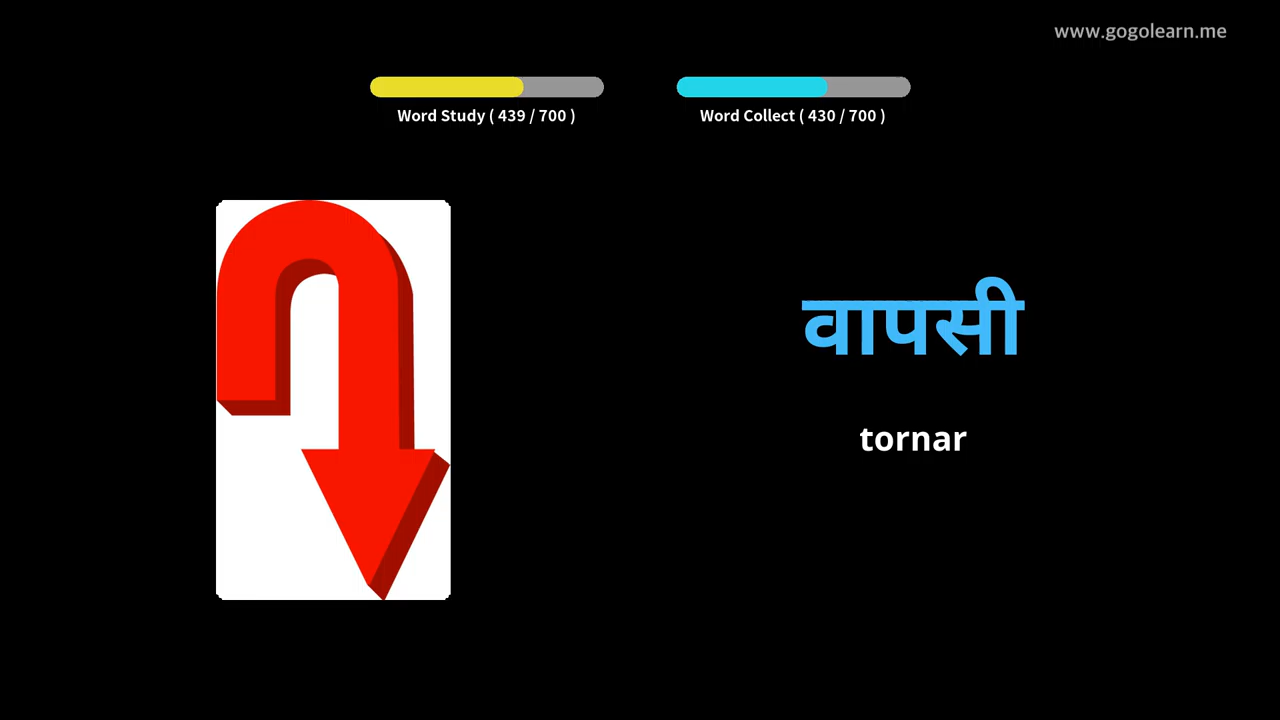 www.gogolearn.me
Word Study ( 439 / 700 )
Word Collect ( 430 / 700 )
वापसी
tornar